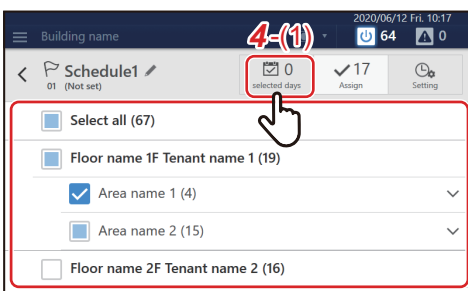 2020/06/12 Fri. 10:17
Building name
4-(1)
64
0
Schedule1
01 (Not set)
0
selected days
17
Assign
Setting
Select all (67)
Floor name 1F Tenant name 1 (19)
Area name 1 (4)
Area name 2 (15)
Floor name 2F Tenant name 2 (16)